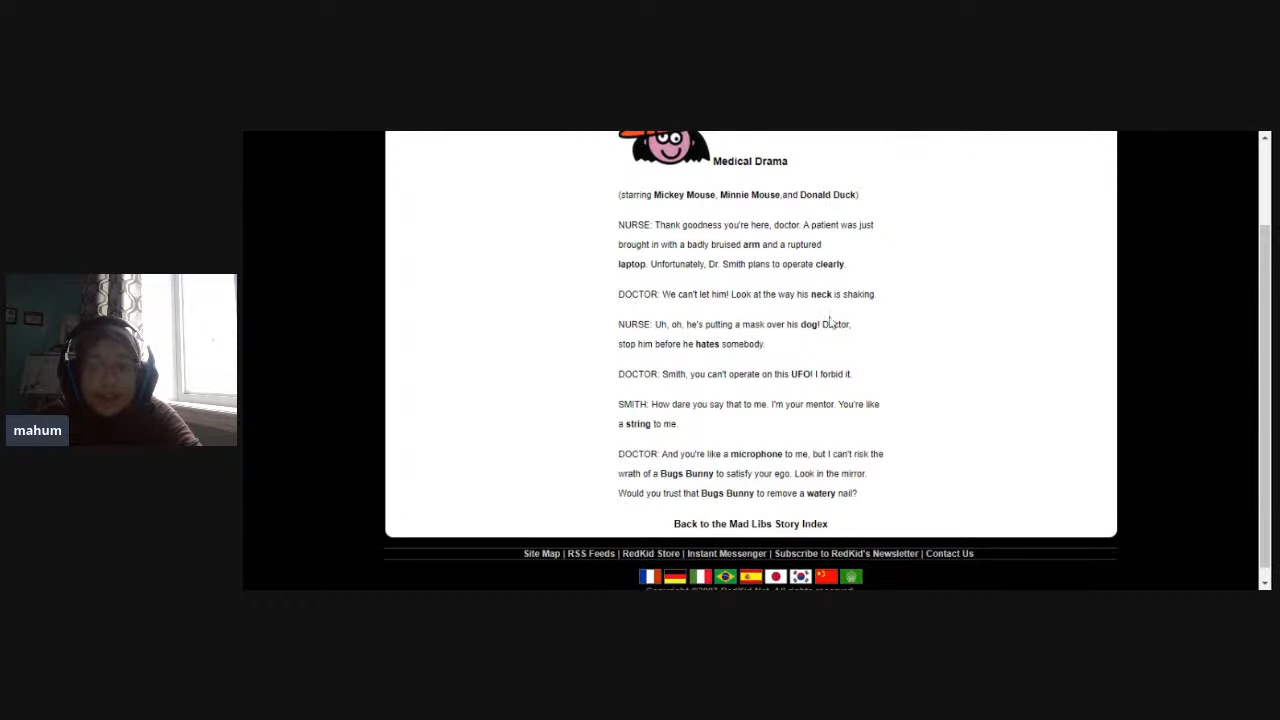 Medical Drama
(starring Mickey Mouse, Minnie Mouse,and Donald Duck)
NURSE: Thank goodness you're here, doctor. A patient was just
brought in with a badly bruised arm and a ruptured
laptop. Unfortunately, Dr. Smith plans to operate clearly.
DOCTOR: We can't let him! Look at the way his neck is shaking.
NURSE: Uh, oh, he's putting a mask over his dog! Doctor,
stop him before he hates somebody.
DOCTOR: Smith, you can't operate on this UFO! I forbid it.
SMITH: How dare you say that to me. I'm your mentor. You're like
a string to me.
mahum
DOCTOR: And you're like a microphone to me, but I can't risk the
wrath of a Bugs Bunny to satisfy your ego. Look in the mirror.
Would you trust that Bugs Bunny to remove a watery nail?
Back to the Mad Libs Story Index
Site Map | RSS Feeds | RedKid Store | Instant Messenger | Subscribe to RedKid's Newsletter | Contact Us
Copyright ©2007 RedKid.Net. All rights reserved